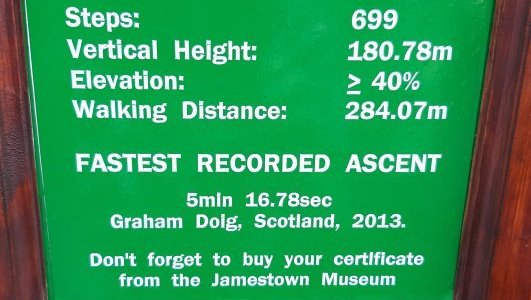 Steps: 699
Vertical Height: 180.78m
Elevation: ≥ 40%
Walking Distance: 284.07m
FASTEST RECORDED ASCENT
5min 16.78sec
Graham Doig, Scotland, 2013.
Don't forget to buy your certificate
from the Jamestown Museum